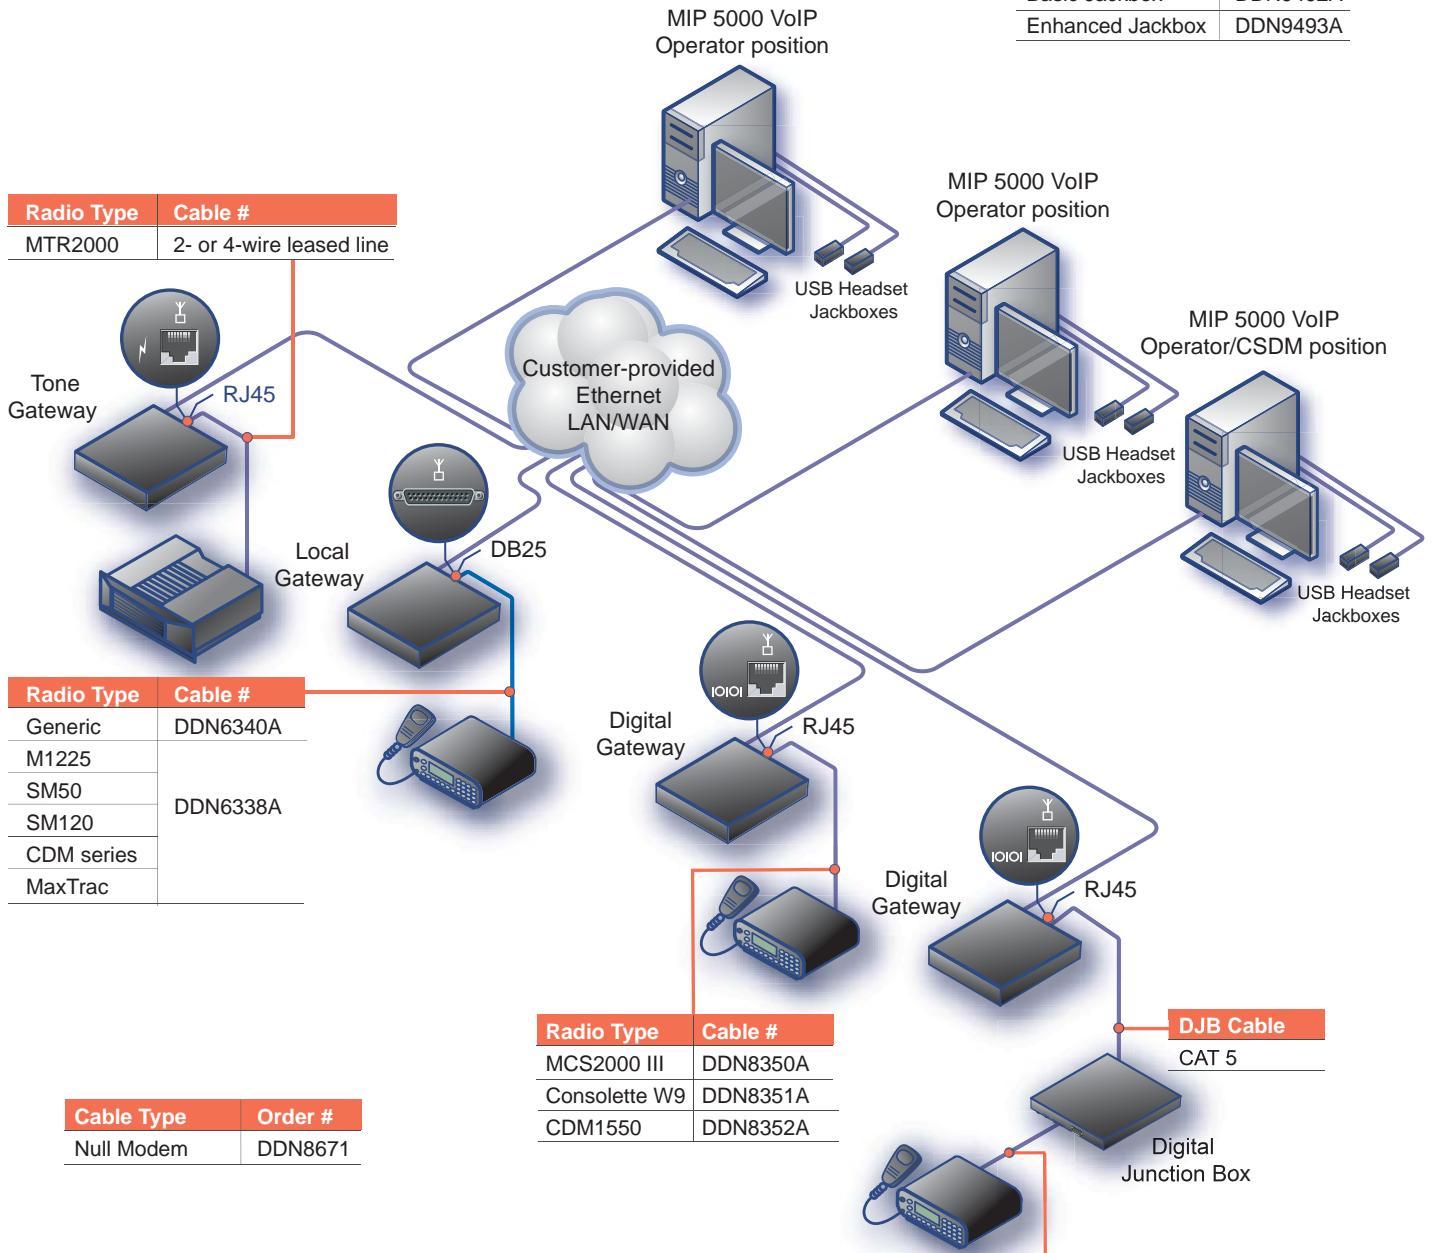 MIP 5000 VoIP
Operator position
Enhanced Jackbox DDN9493A
MIP 5000 VoIP
Operator position
Radio Type Cable #
MTR2000 2- or 4-wire leased line
USB Headset
Jackboxes
MIP 5000 VoIP
Operator/CSDM position
Customer-provided
Ethernet
LAN/WAN
Tone
Gateway
RJ45
USB Headset
Jackboxes
DB25
Local
Gateway
USB Headset
Jackboxes
Radio Type Cable #
Generic DDN6340A
M1225
SM50
SM120
CDM series
MaxTrac
DDN6338A
IOIOI
Digital
Gateway
RJ45
IOIOI
Digital
Gateway
RJ45
Radio Type Cable #
MCS2000 III DDN8350A
Consolette W9 DDN8351A
CDM1550 DDN8352A
DJB Cable
CAT 5
Cable Type Order #
Null Modem DDN8671
Digital
Junction Box